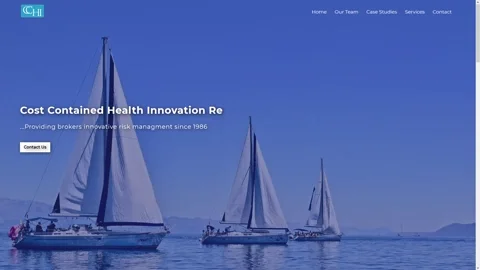 CCHI
Home Our Team Case Studies Services Contact
Cost Contained Health Innovation Re
...Providing brokers innovative risk managment since 1986
Contact Us